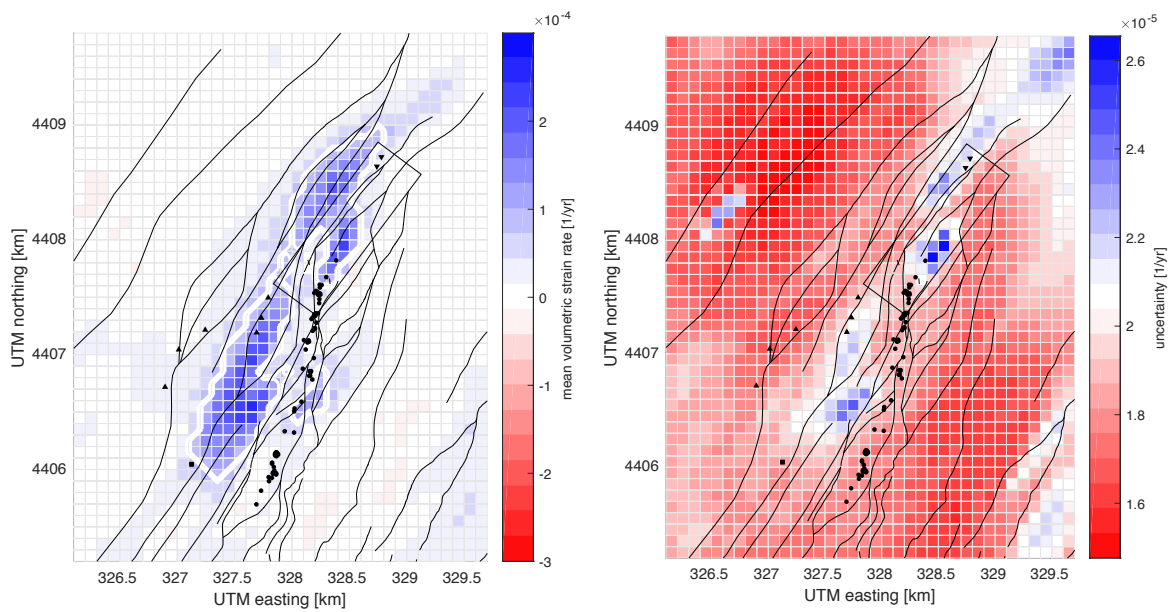 ×10⁻⁴
2
1
0
-1
-2
-3
mean volumetric strain rate [1/yr]
4409
4408
4407
4406
UTM northing [km]
326.5 327 327.5 328 328.5 329 329.5
UTM easting [km]
×10⁻⁵
2.6
2.4
2.2
2
1.8
1.6
uncertainty [1/yr]
4409
4408
4407
4406
UTM northing [km]
326.5 327 327.5 328 328.5 329 329.5
UTM easting [km]